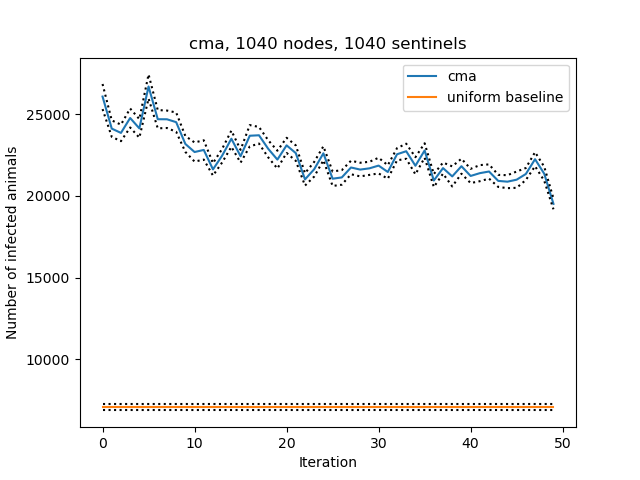 cma, 1040 nodes, 1040 sentinels
cma
uniform baseline
Number of infected animals
25000
20000
15000
10000
0
10
20
30
40
50
Iteration